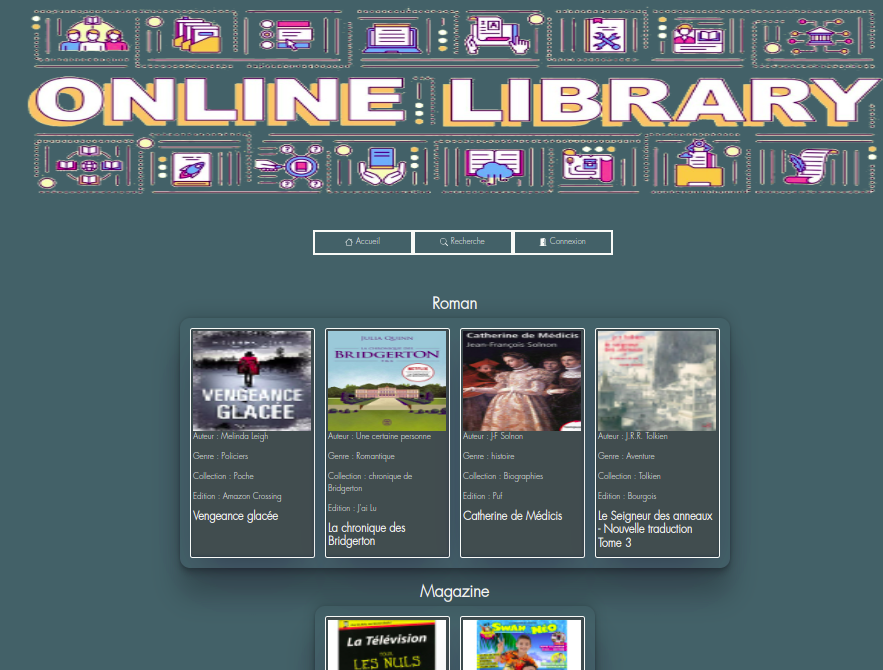 ONLINE LIBRARY
Accueil
Recherche
Connexion
Roman
VENGEANCE
GLACÉE
Auteur : Melinda Leigh
Genre : Policiers
Collection : Poche
Edition : Amazon Crossing
Vengeance glacée
JULIA QUINN
BRIDGERTON
Auteur : Une certaine personne
Genre : Romantique
Collection : chronique de
Bridgerton
Edition : J'ai Lu
La chronique des
Bridgerton
Catherine de Médicis
Jean-François Solnon
Auteur : J-F Solnon
Genre : histoire
Collection : Biographies
Edition : Puf
Catherine de Médicis
Auteur : J.R.R. Tolkien
Genre : Aventure
Collection : Tolkien
Edition : Bourgois
Le Seigneur des anneaux
- Nouvelle traduction
Tome 3
Magazine
La Télévision
POUR
LES NULS
SWAN NÉO